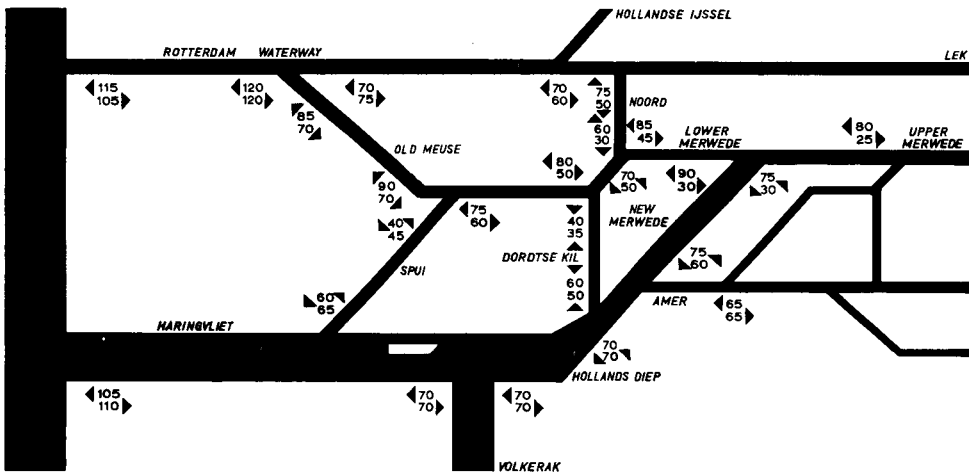 HOLLANDSE IJSSEL
ROTTERDAM WATERWAY
LEK
115
105
120
120
70
75
70
60
75
50
NOORD
85
70
60
30
85
45
LOWER
MERWEDE
80
25
UPPER
MERWEDE
OLD MEUSE
80
50
90
70
70
50
90
30
75
30
40
45
75
60
40
35
NEW
MERWEDE
SPUI
DORDTSE KIL
75
60
60
65
60
50
AMER
65
65
HARINGVLIET
70
70
HOLLANDS DIEP
105
110
70
70
70
70
VOLKERAK